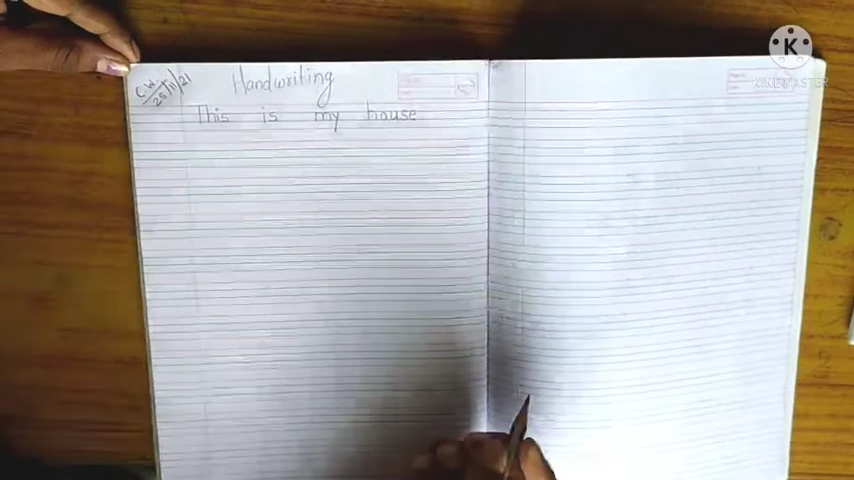 C.W
25/11/21
Handwriting
This is my house
K
KINEMASTER